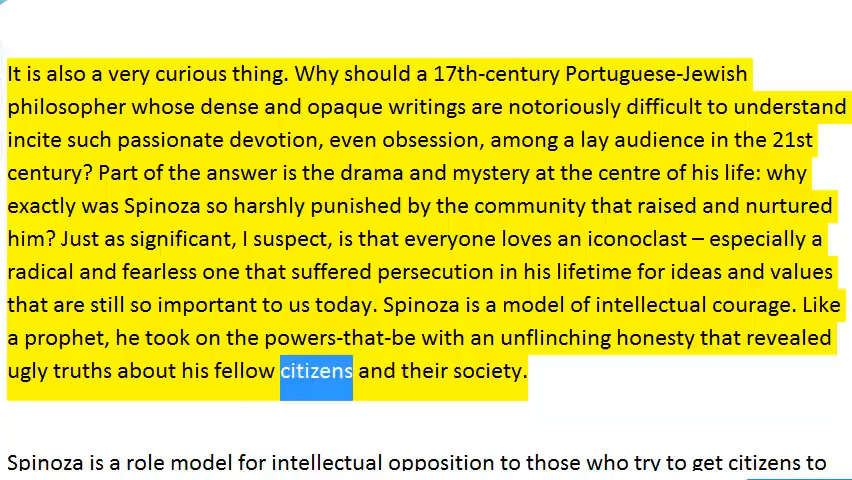 It is also a very curious thing. Why should a 17th-century Portuguese-Jewish
philosopher whose dense and opaque writings are notoriously difficult to understand
incite such passionate devotion, even obsession, among a lay audience in the 21st
century? Part of the answer is the drama and mystery at the centre of his life: why
exactly was Spinoza so harshly punished by the community that raised and nurtured
him? Just as significant, I suspect, is that everyone loves an iconoclast – especially a
radical and fearless one that suffered persecution in his lifetime for ideas and values
that are still so important to us today. Spinoza is a model of intellectual courage. Like
a prophet, he took on the powers-that-be with an unflinching honesty that revealed
ugly truths about his fellow citizens and their society.
Spinoza is a role model for intellectual opposition to those who try to get citizens to